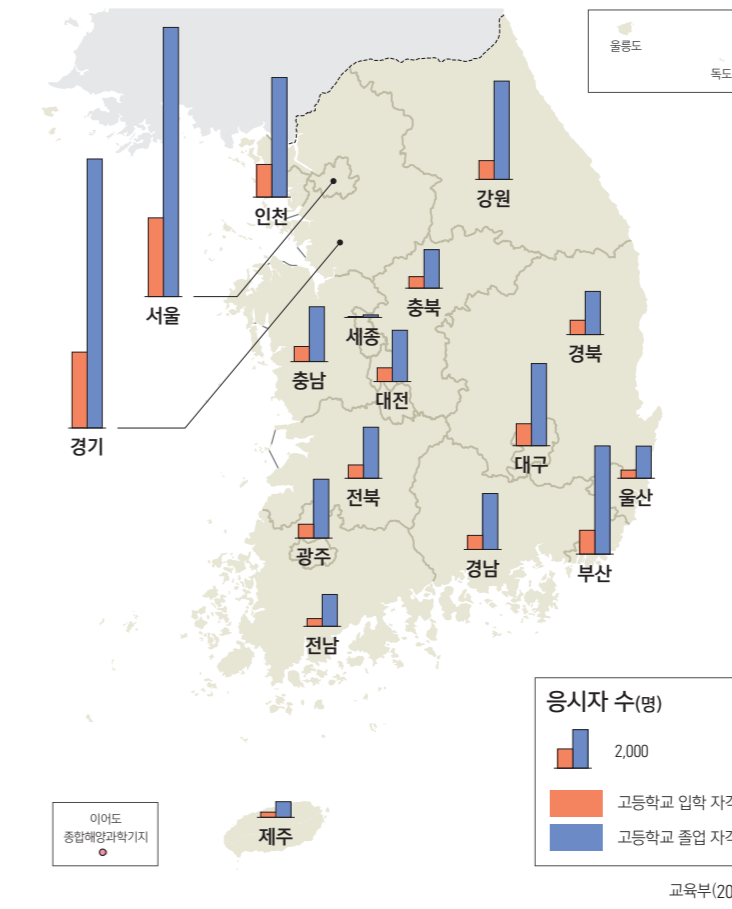 울릉도
독도
인천
강원
서울
충북
세종
경북
충남
대전
경기
대구
전북
울산
광주
경남
부산
전남
응시자 수(명)
2,000
고등학교 입학 자격
고등학교 졸업 자격
이어도
종합해양과학기지
제주
교육부(20